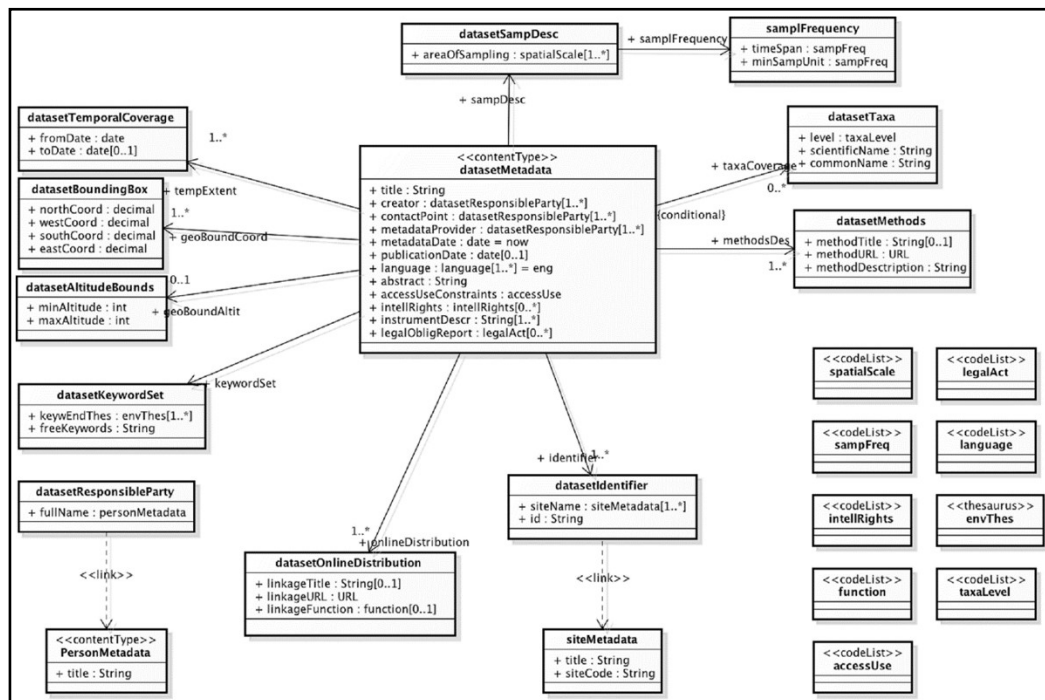 datasetSampDesc
+ areaOfSampling : spatialScale[1..*]
+ samplFrequency
samplFrequency
+ timeSpan : sampFreq
+ minSampUnit : sampFreq
+ sampDesc
datasetTemporalCoverage
+ fromDate : date
+ toDate : date[0..1]
1..*
+ tempExtent
datasetBoundingBox
+ northCoord : decimal
+ westCoord : decimal
+ southCoord : decimal
+ eastCoord : decimal
1..*
+ geoBoundCoord
datasetAltitudeBounds
+ minAltitude : int
+ maxAltitude : int
0..1
+ geoBoundAltit
<<contentType>>
datasetMetadata
+ title : String
+ creator : datasetResponsibleParty[1..*]
+ contactPoint : datasetResponsibleParty[1..*]
+ metadataProvider : datasetResponsibleParty[1..*]
+ metadataDate : date = now
+ publicationDate : date[0..1]
+ language : language[1..*] = eng
+ abstract : String
+ accessUseConstraints : accessUse
+ intellRights : intellRights[0..*]
+ instrumentDescr : String[1..*]
+ legalObligReport : legalAct[0..*]
datasetTaxa
+ level : taxaLevel
+ scientificName : String
+ commonName : String
+ taxaCoverage
0..*
{conditional}
datasetMethods
+ methodTitle : String[0..1]
+ methodURL : URL
+ methodDesctription : String
+ methodsDes
1..*
datasetKeywordSet
+ keywEndThes : envThes[1..*]
+ freeKeywords : String
+ keywordSet
datasetResponsibleParty
+ fullName : personMetadata
<<link>>
<<contentType>>
PersonMetadata
+ title : String
1..*
+ onlineDistribution
datasetOnlineDistribution
+ linkageTitle : String[0..1]
+ linkageURL : URL
+ linkageFunction : function[0..1]
+ identifier
1..*
datasetIdentifier
+ siteName : siteMetadata[1..*]
+ id : String
<<link>>
siteMetadata
+ title : String
+ siteCode : String
<<codeList>>
spatialScale
<<codeList>>
legalAct
<<codeList>>
sampFreq
<<codeList>>
language
<<codeList>>
intellRights
<<thesaurus>>
envThes
<<codeList>>
function
<<codeList>>
taxaLevel
<<codeList>>
accessUse